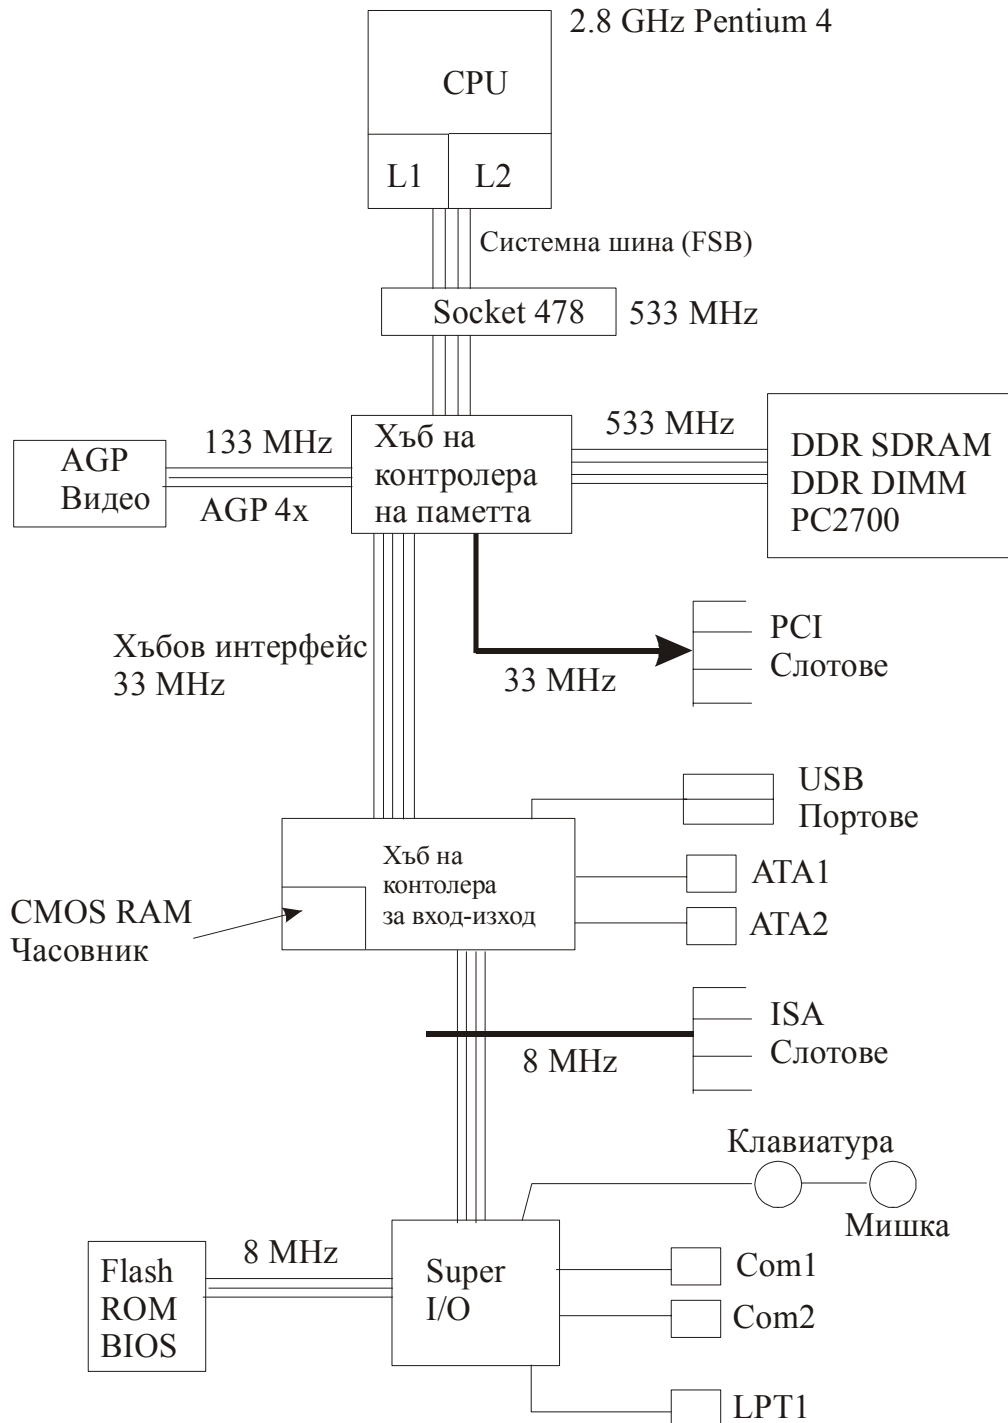 2.8 GHz Pentium 4
CPU
L1
L2
Системна шина (FSB)
Socket 478
533 MHz
AGP
Видео
133 MHz
AGP 4x
Хъб на
контролера
на паметта
533 MHz
DDR SDRAM
DDR DIMM
PC2700
Хъбов интерфейс
33 MHz
33 MHz
PCI
Слотове
USB
Портове
Хъб на
контолера
за вход-изход
ATA1
ATA2
CMOS RAM
Часовник
ISA
Слотове
8 MHz
Клавиатура
Мишка
Flash
ROM
BIOS
8 MHz
Super
I/O
Com1
Com2
LPT1